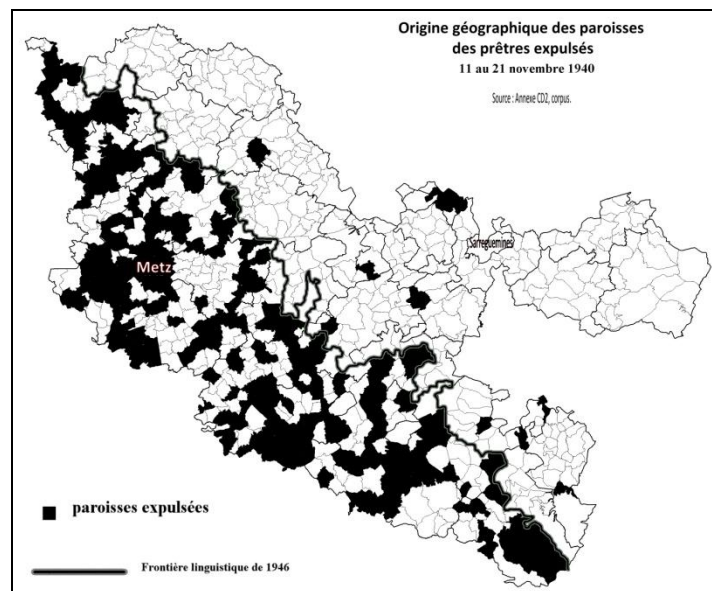 Origine géographique des paroisses
des prêtres expulsés
11 au 21 novembre 1940
Source : Annexe CD2, corpus.
Sarreguemines
Metz
paroisses expulsées
Frontière linguistique de 1946